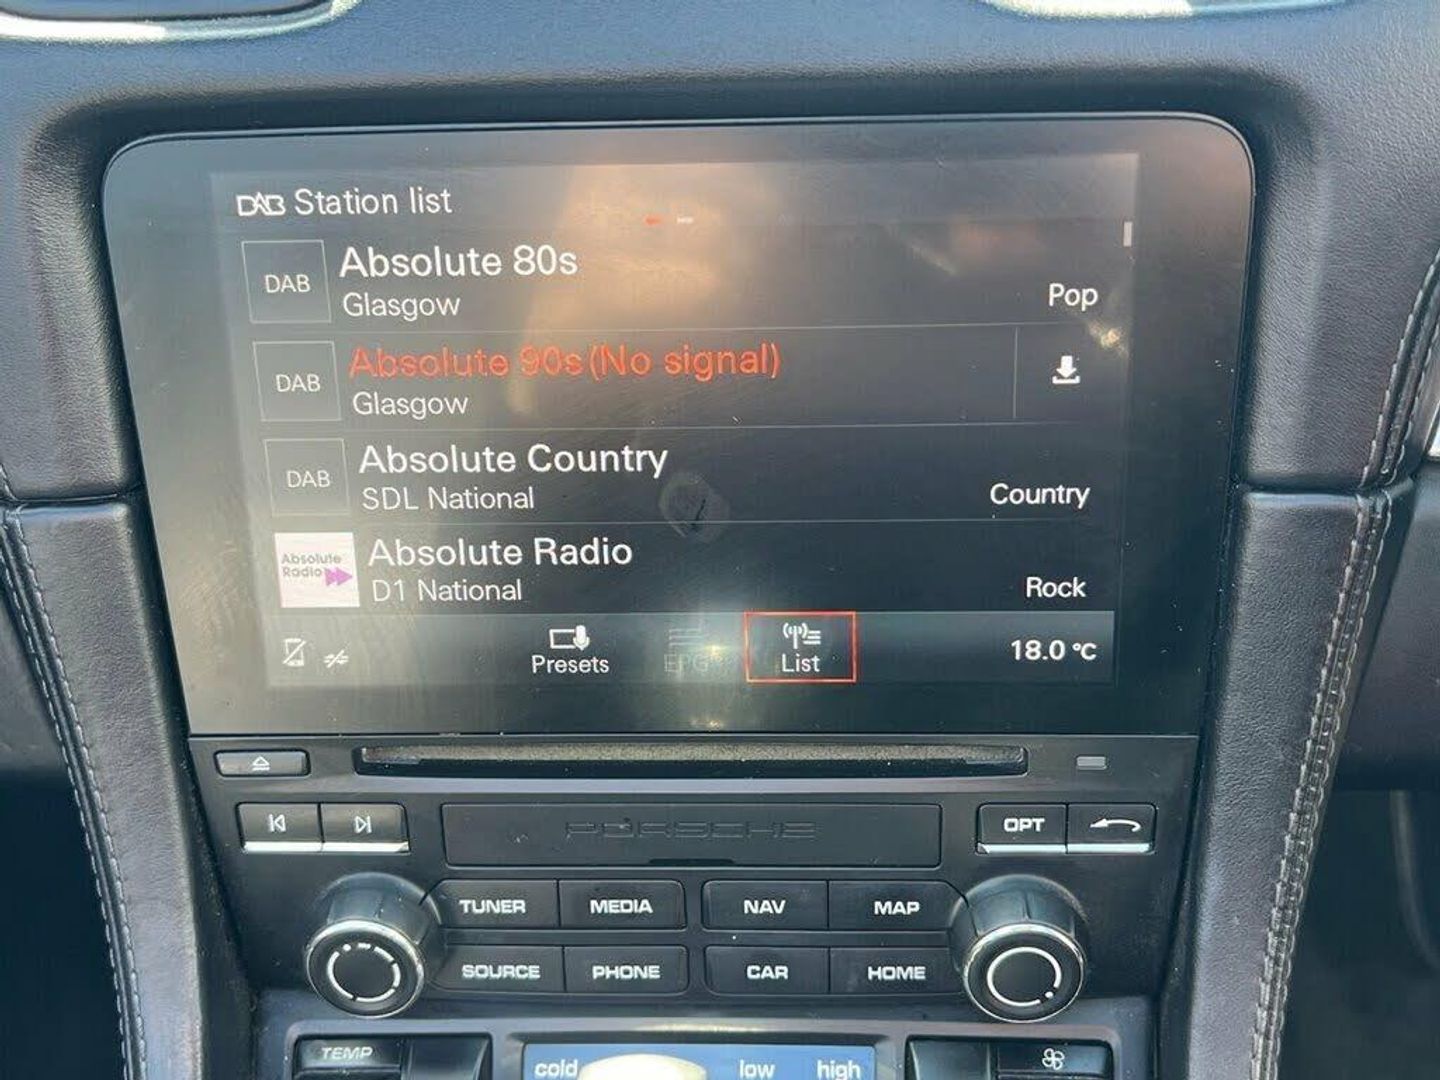 DAB Station list
DAB
Absolute 80s
Glasgow
Pop
DAB
Absolute 90s (No signal)
Glasgow
DAB
Absolute Country
SDL National
Country
Absolute
Radio
Absolute Radio
D1 National
Rock
Presets
EPG
List
18.0 °C
PORSCHE
OPT
TUNER
MEDIA
NAV
MAP
SOURCE
PHONE
CAR
HOME
TEMP
cold
low
high